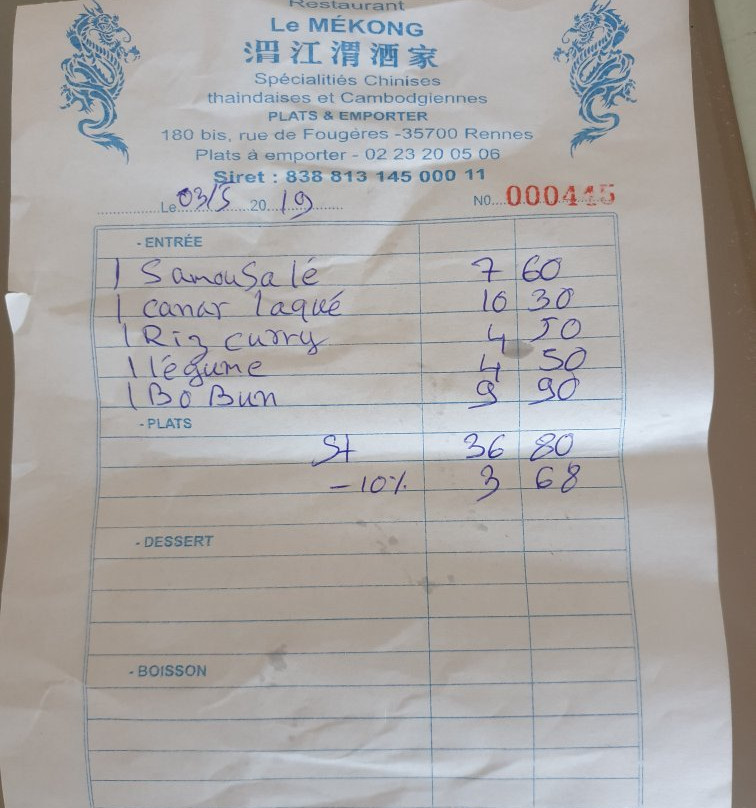 Restaurant
Le MÉKONG
湄江渭酒家
Spécialitiés Chinises
thaindaises et Cambodgiennes
PLATS & EMPORTER
180 bis, rue de Fougéres -35700 Rennes
Plats à emporter - 02 23 20 05 06
Siret : 838 813 145 000 11
Le 03/5 20 19 N0 000445
- ENTRÉE
1 Samousalé 7 60
1 canar laqué 10 30
1 Riz curry 4 50
1 légume 4 50
1 Bo Bun 9 90
- PLATS
St 36 80
-10% 3 68
- DESSERT
- BOISSON